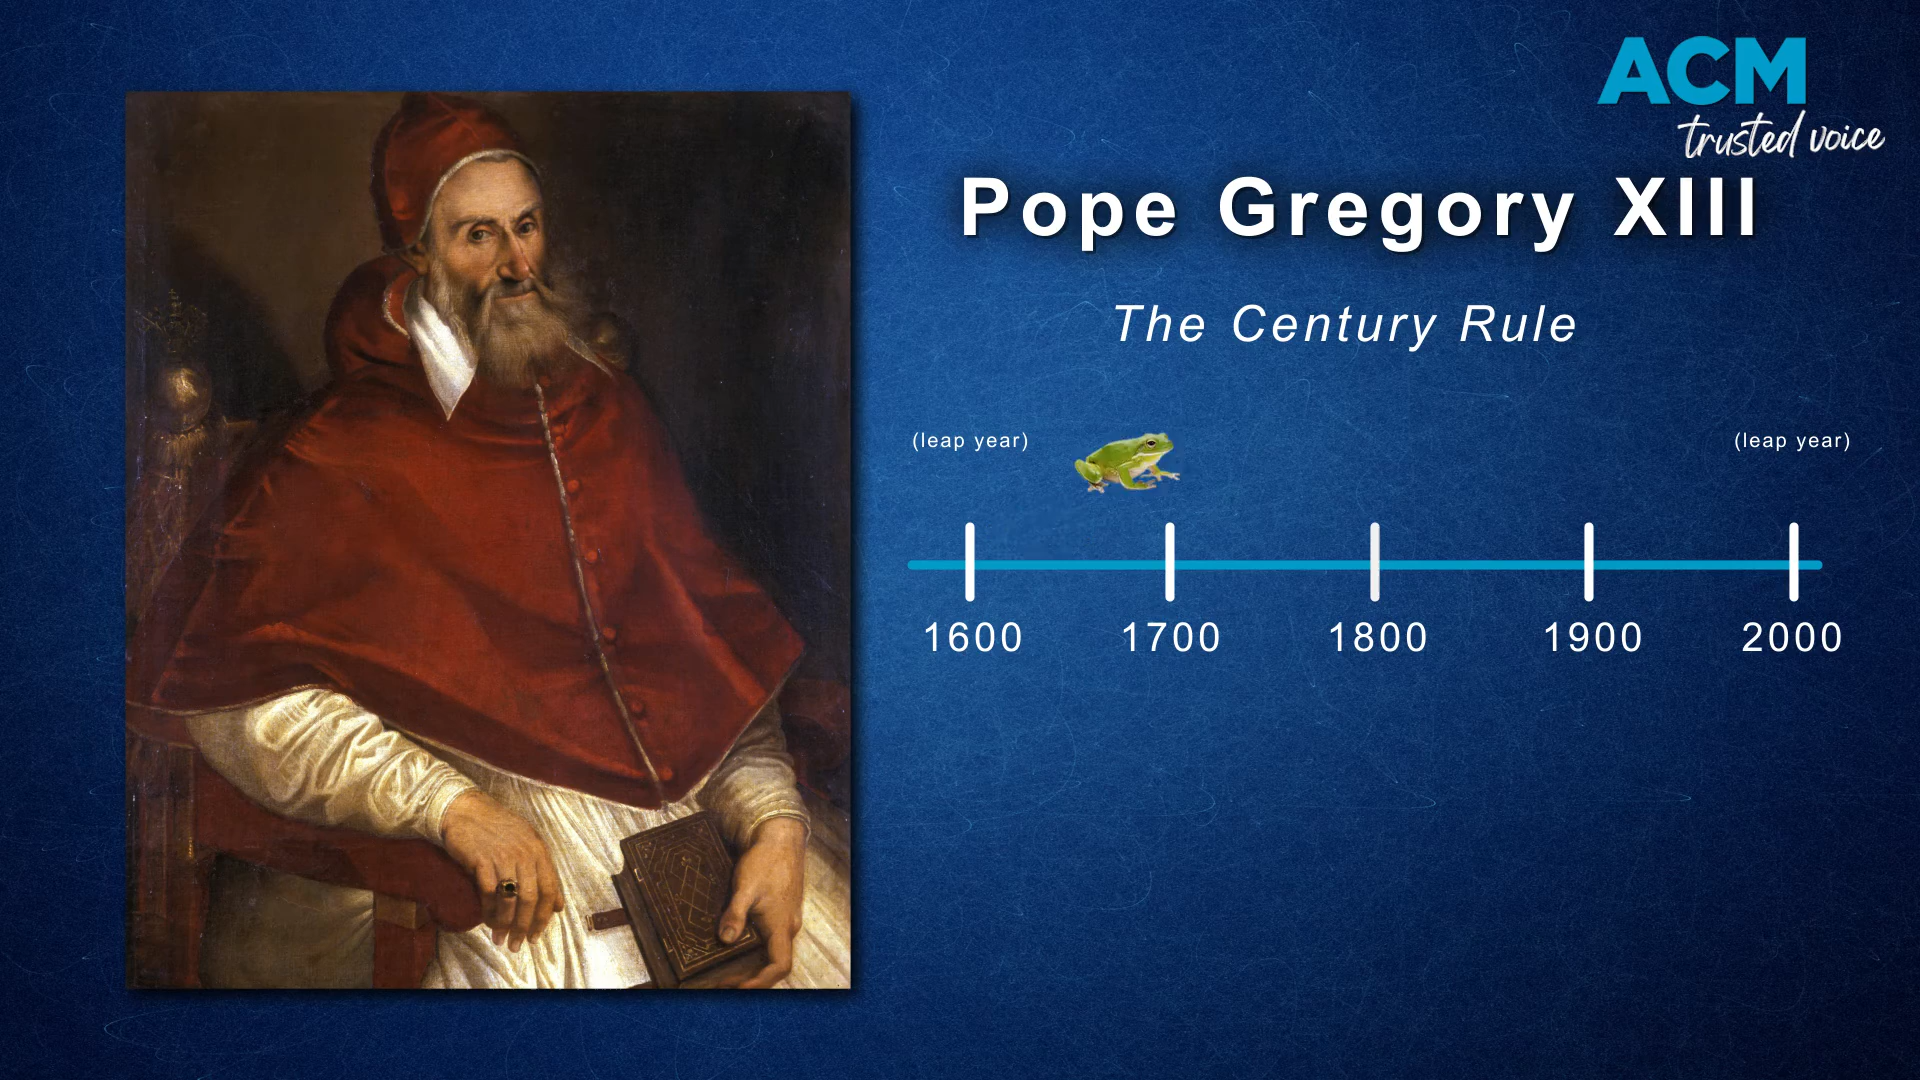 ACM
trusted voice
Pope Gregory XIII
The Century Rule
(leap year) (leap year)
1600 1700 1800 1900 2000